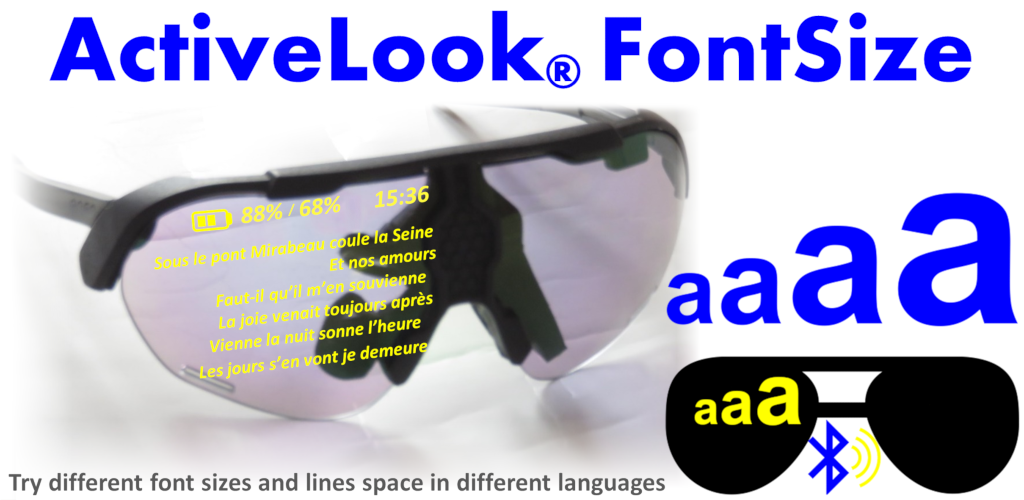 ActiveLook® FontSize
88% / 68% 15:36
Sous le pont Mirabeau coule la Seine
Et nos amours
Faut-il qu'il m'en souvienne
La joie venait toujours après
Vienne la nuit sonne l'heure
Les jours s'en vont je demeure
aaaa
aaa
Try different font sizes and lines space in different languages